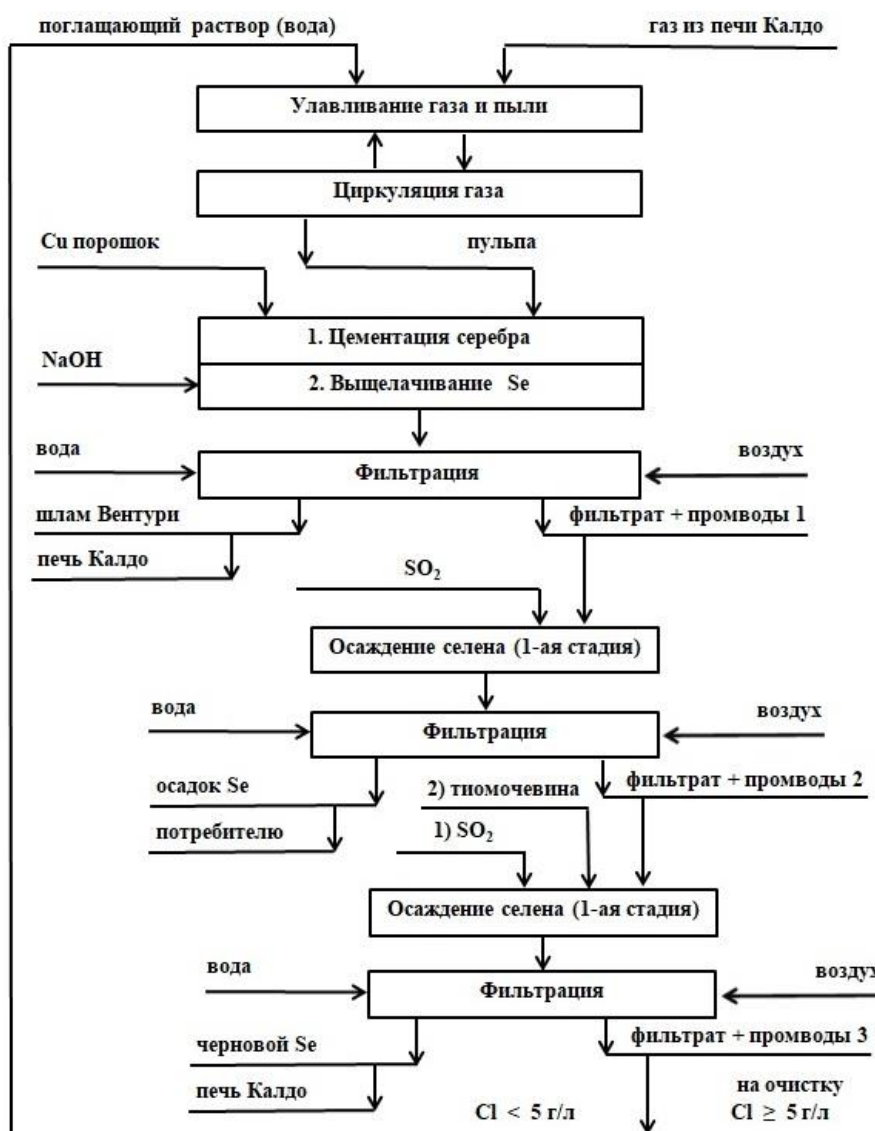 поглащающий раствор (вода)
газ из печи Калдо
Улавливание газа и пыли
Циркуляция газа
Cu порошок
пульпа
1. Цементация серебра
NaOH
2. Выщелачивание Se
вода
воздух
Фильтрация
шлам Вентури
фильтрат + промводы 1
печь Калдо
SO₂
Осаждение селена (1-ая стадия)
вода
воздух
Фильтрация
осадок Se
2) тиомочевина
фильтрат + промводы 2
потребителю
1) SO₂
Осаждение селена (1-ая стадия)
вода
воздух
Фильтрация
черновой Se
фильтрат + промводы 3
печь Калдо
на очистку
Cl < 5 г/л
Cl ≥ 5 г/л